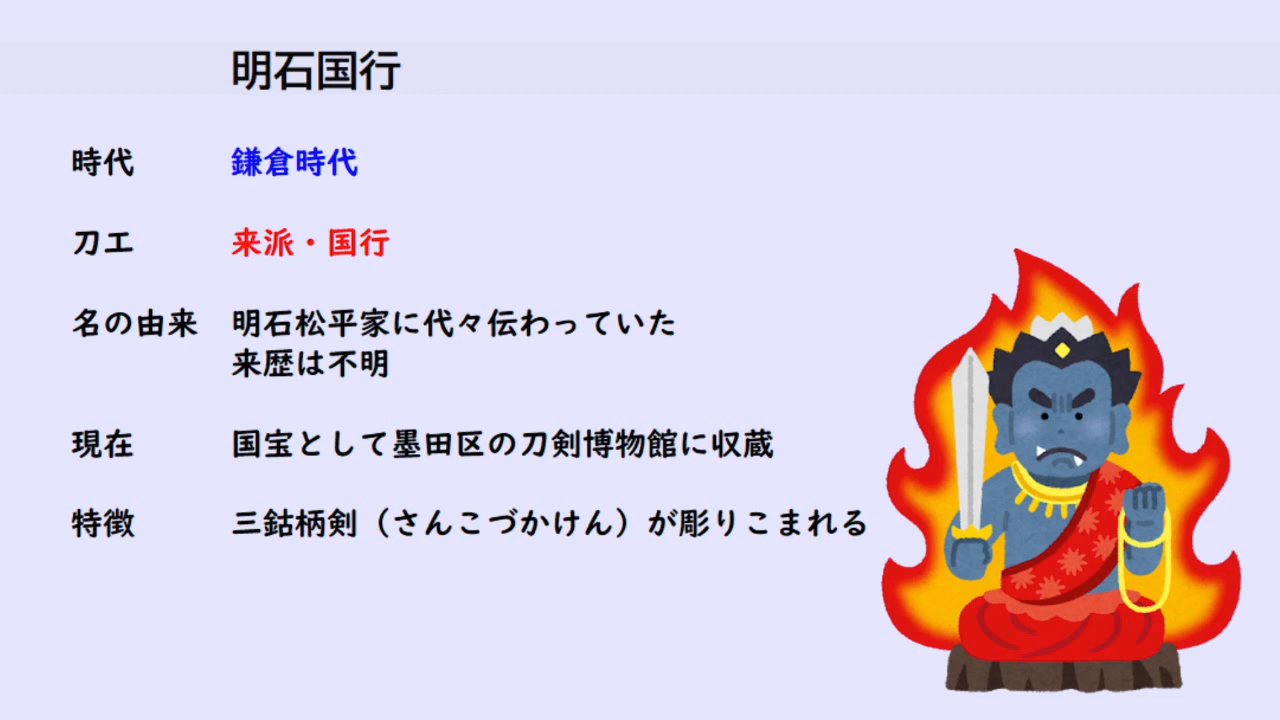 明石国行
時代 鎌倉時代
刀工 来派・国行
名の由来 明石松平家に代々伝わっていた
来歴は不明
現在 国宝として墨田区の刀剣博物館に収蔵
特徴 三鈷柄剣（さんこづかけん）が彫りこまれる